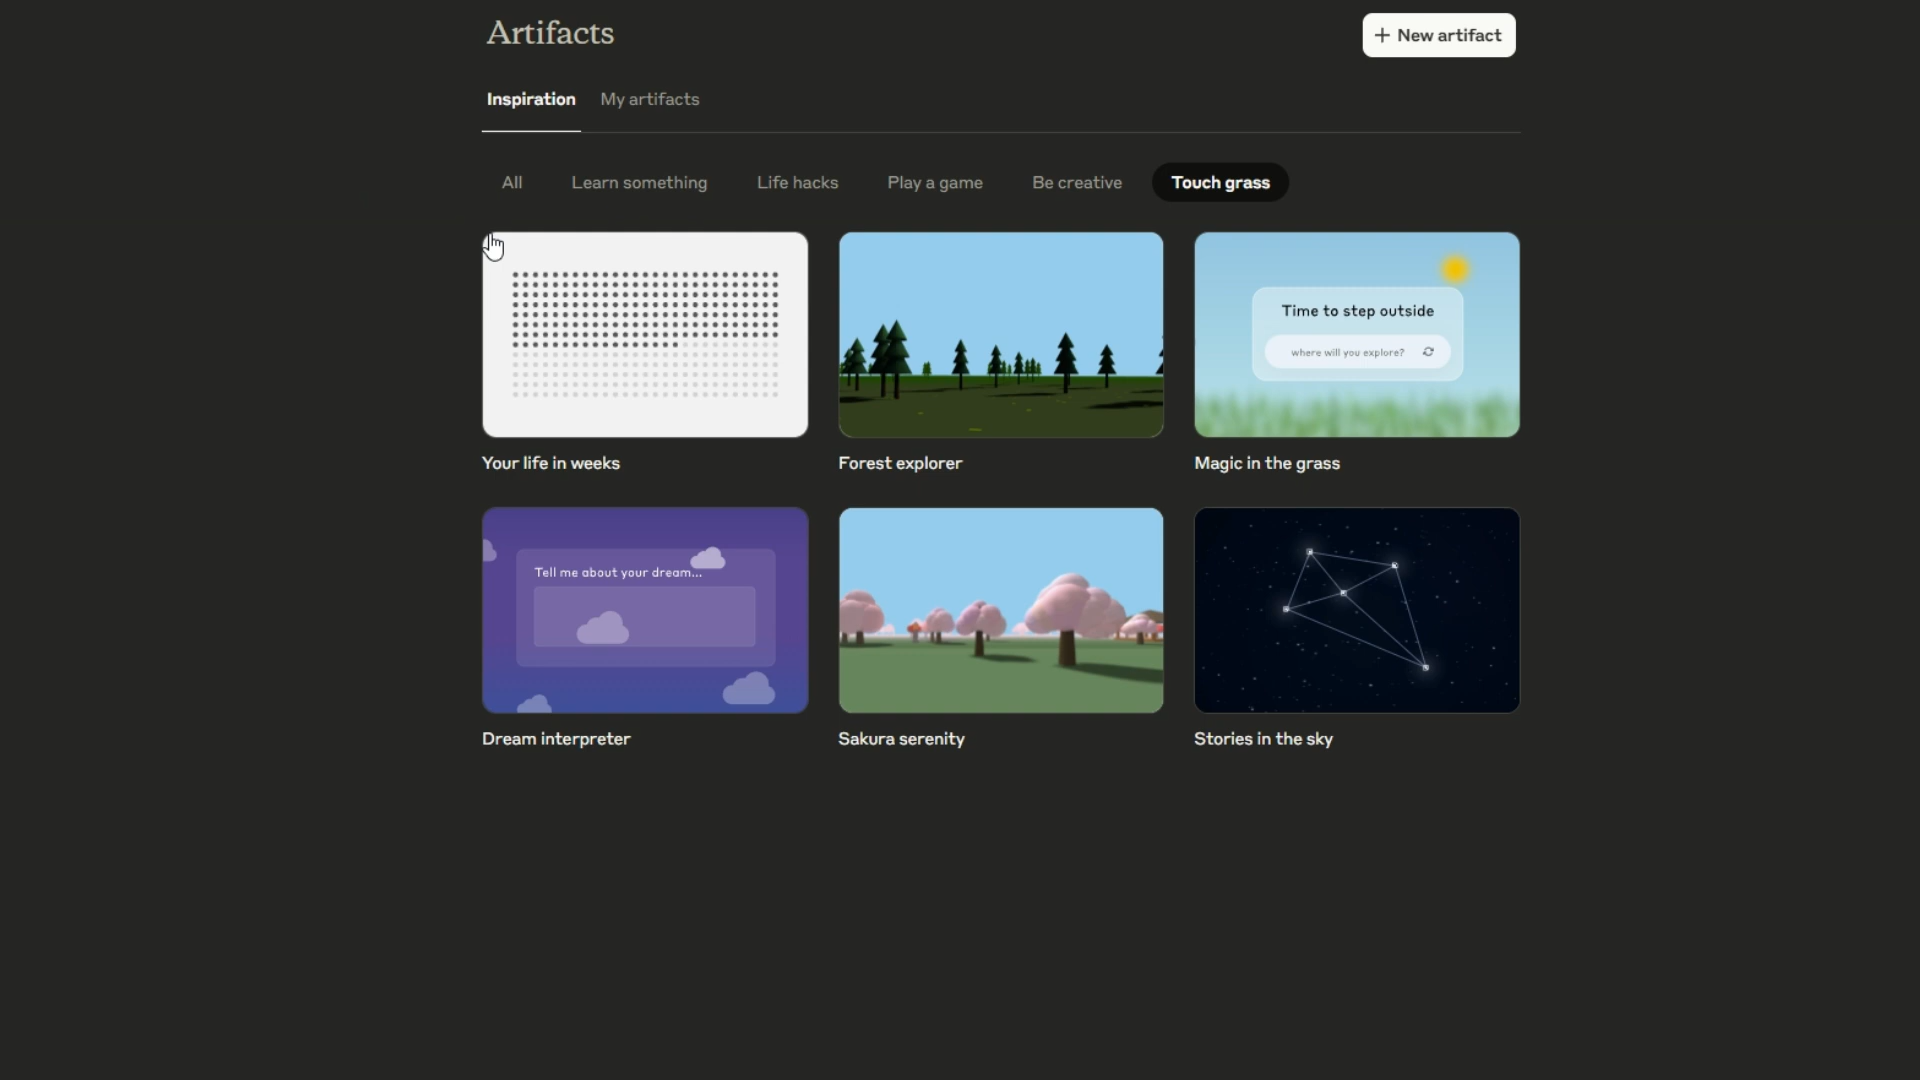 Artifacts
New artifact
Inspiration
My artifacts
All
Learn something
Life hacks
Play a game
Be creative
Touch grass
Time to step outside
where will you explore?
Your life in weeks
Forest explorer
Magic in the grass
Tell me about your dream...
Dream interpreter
Sakura serenity
Stories in the sky